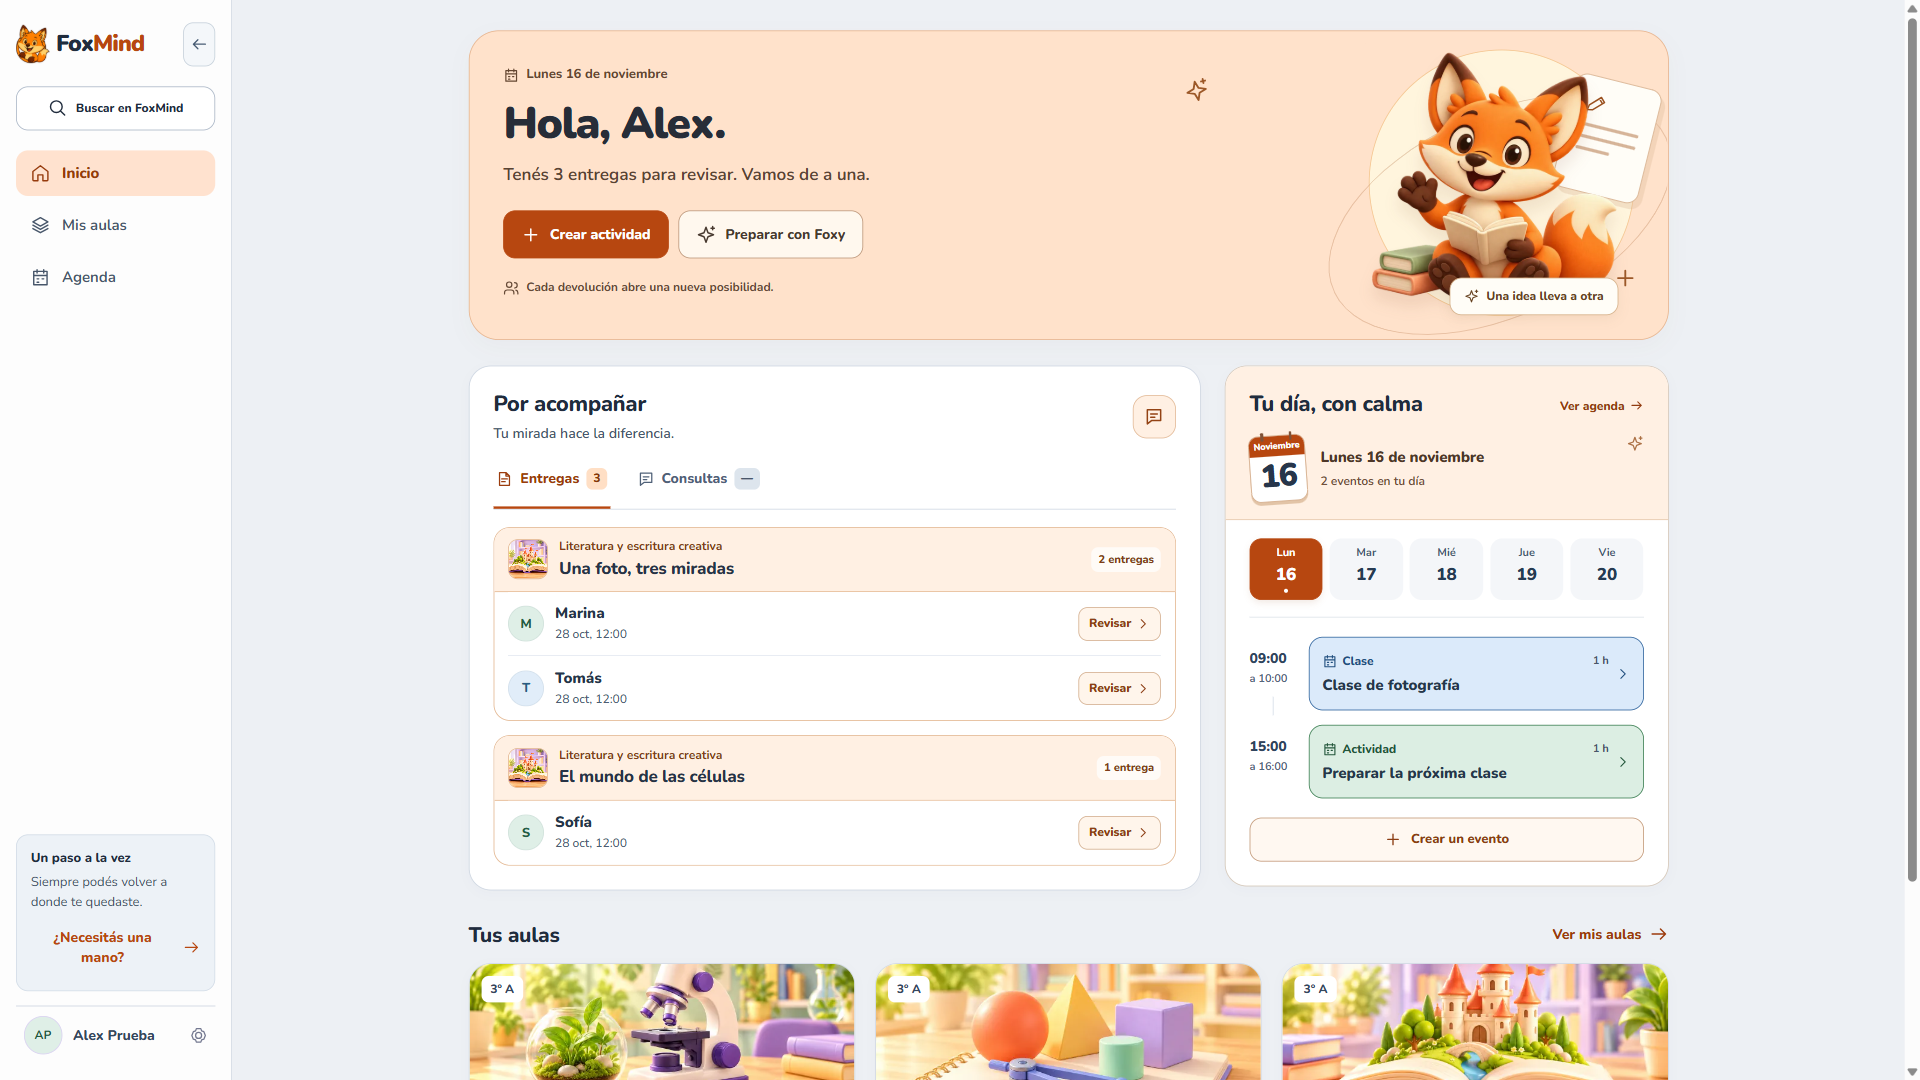 FoxMind
Buscar en FoxMind
Inicio
Mis aulas
Agenda
Un paso a la vez
Siempre podés volver a
donde te quedaste.
¿Necesitás una
mano?
AP
Alex Prueba
Lunes 16 de noviembre
Hola, Alex.
Tenés 3 entregas para revisar. Vamos de a una.
Crear actividad
Preparar con Foxy
Cada devolución abre una nueva posibilidad.
Una idea lleva a otra
Por acompañar
Tu mirada hace la diferencia.
Entregas 3
Consultas —
Literatura y escritura creativa
Una foto, tres miradas
2 entregas
M
Marina
28 oct, 12:00
Revisar
T
Tomás
28 oct, 12:00
Revisar
Literatura y escritura creativa
El mundo de las células
1 entrega
S
Sofía
28 oct, 12:00
Revisar
Tu día, con calma
Ver agenda
Noviembre
16
Lunes 16 de noviembre
2 eventos en tu día
Lun
16
Mar
17
Mié
18
Jue
19
Vie
20
09:00
a 10:00
Clase
1 h
Clase de fotografía
15:00
a 16:00
Actividad
1 h
Preparar la próxima clase
Crear un evento
Tus aulas
Ver mis aulas
3° A
3° A
3° A